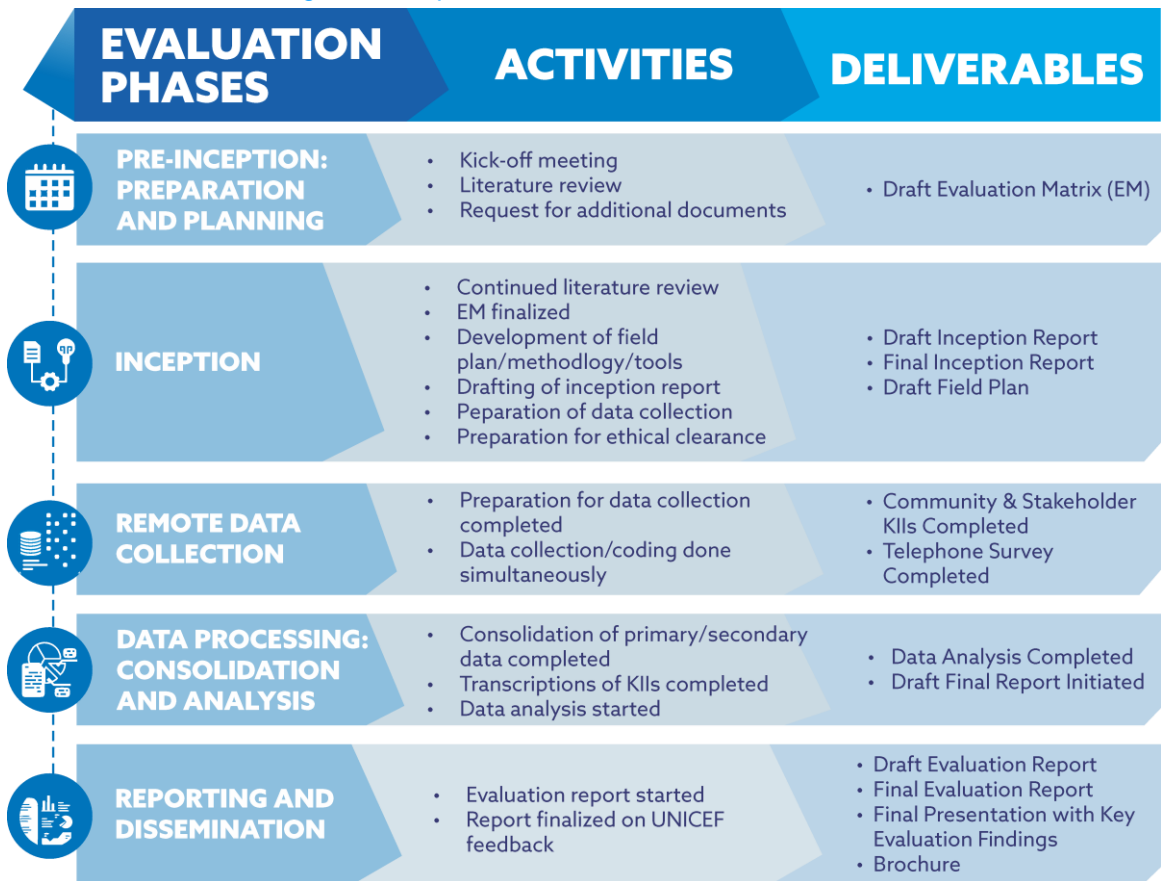 EVALUATION
PHASES
ACTIVITIES
DELIVERABLES
PRE-INCEPTION:
PREPARATION
AND PLANNING
• Kick-off meeting
• Literature review
• Request for additional documents
• Draft Evaluation Matrix (EM)
INCEPTION
• Continued literature review
• EM finalized
• Development of field
plan/methodlogy/tools
• Drafting of inception report
• Peparation of data collection
• Preparation for ethical clearance
• Draft Inception Report
• Final Inception Report
• Draft Field Plan
REMOTE DATA
COLLECTION
• Preparation for data collection
completed
• Data collection/coding done
simultaneously
• Community & Stakeholder
KIIs Completed
• Telephone Survey
Completed
DATA PROCESSING:
CONSOLIDATION
AND ANALYSIS
• Consolidation of primary/secondary
data completed
• Transcriptions of KIIs completed
• Data analysis started
• Data Analysis Completed
• Draft Final Report Initiated
REPORTING AND
DISSEMINATION
• Evaluation report started
• Report finalized on UNICEF
feedback
• Draft Evaluation Report
• Final Evaluation Report
• Final Presentation with Key
Evaluation Findings
• Brochure